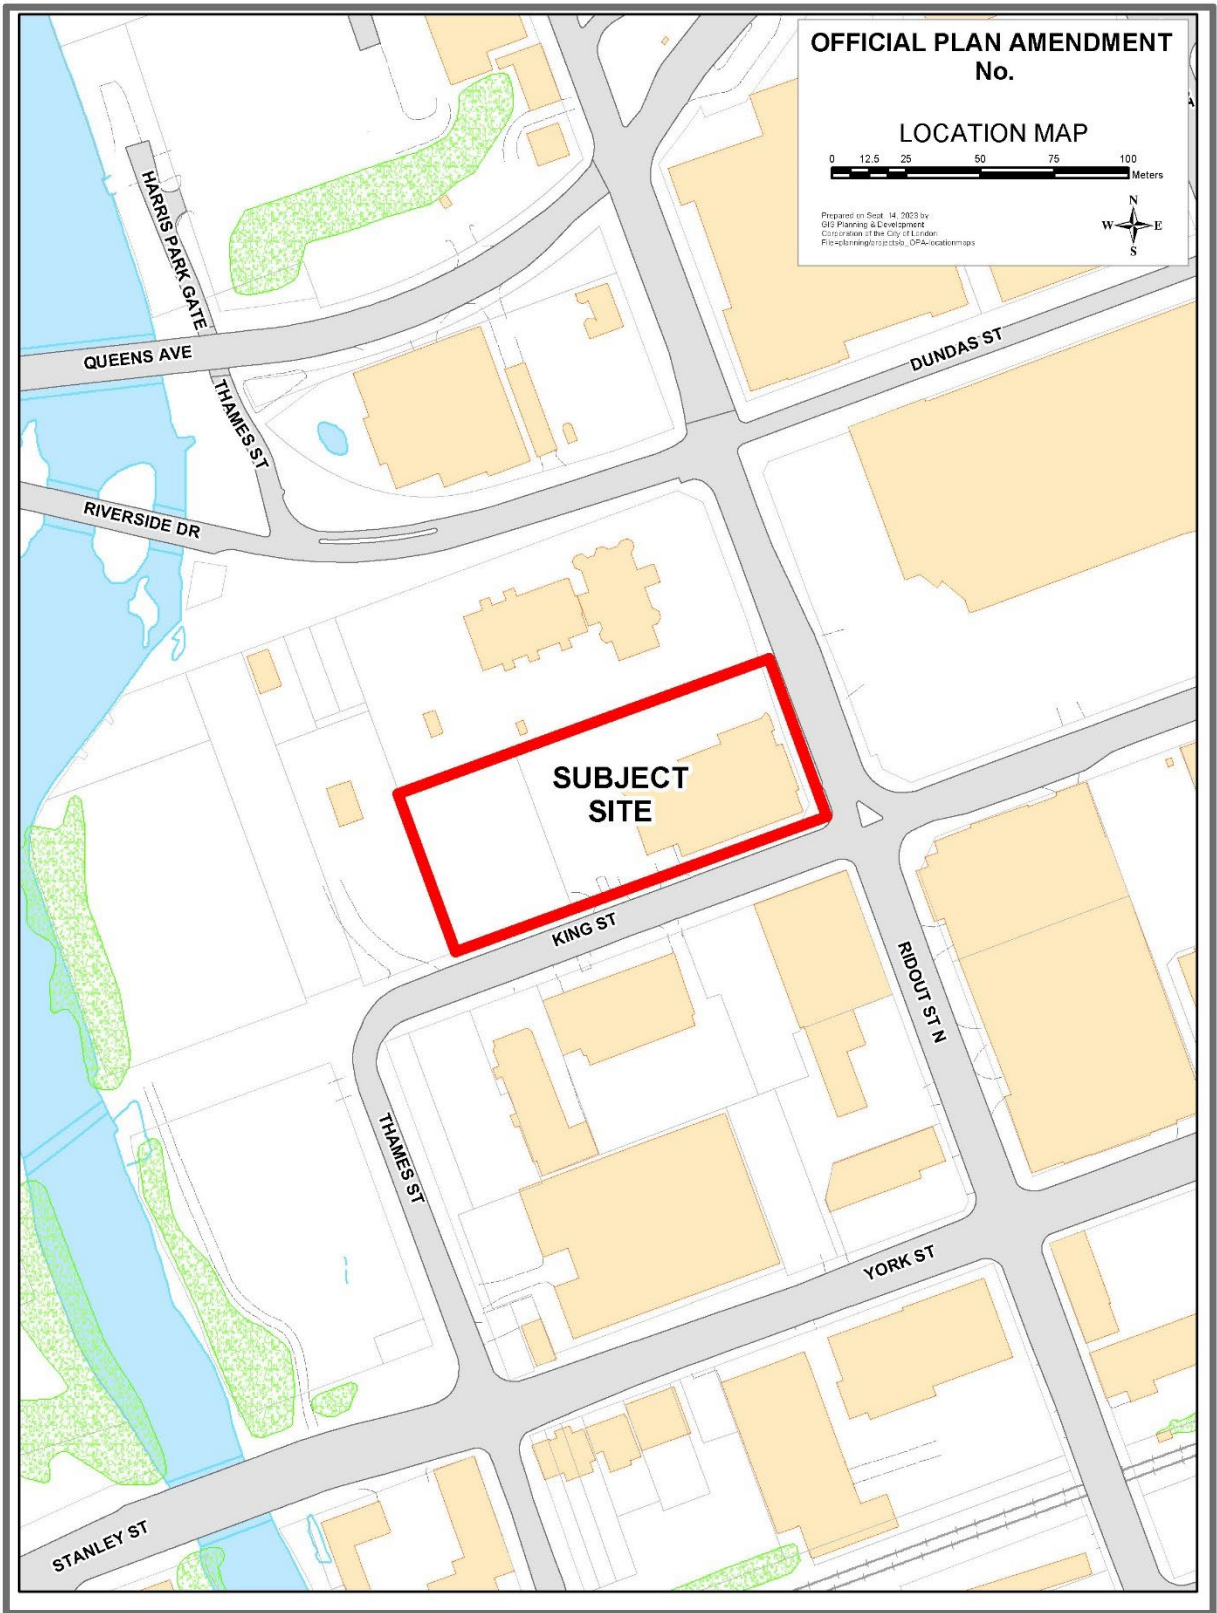 OFFICIAL PLAN AMENDMENT
No.
LOCATION MAP
0 12.5 25 50 75 100
Meters
Prepared on Sept. 14, 2023 by
GIS Planning & Development
Corporation of the City of London
N
W E
S
HARRIS PARK GATE
QUEENS AVE
THAMES ST
DUNDAS ST
RIVERSIDE DR
SUBJECT
SITE
KING ST
RIDOUT ST N
THAMES ST
YORK ST
STANLEY ST